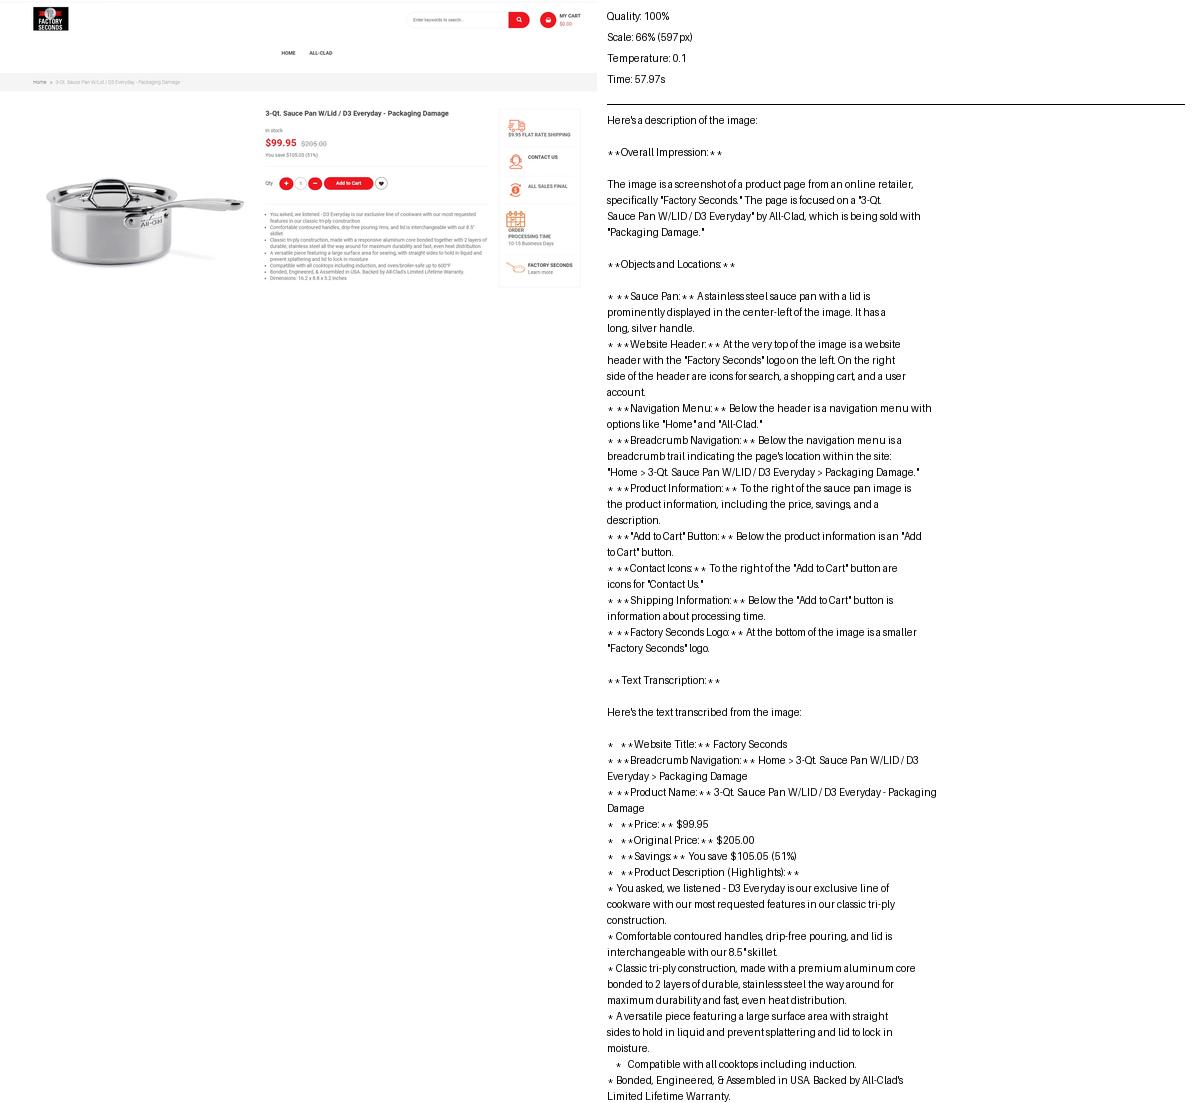 FACTORY
SECONDS
Enter keywords to search...
MY CART
$0.00
HOME ALL-CLAD
Home » 3-Qt. Sauce Pan W/Lid / D3 Everyday - Packaging Damage
3-Qt. Sauce Pan W/Lid / D3 Everyday - Packaging Damage
In stock
$99.95 $205.00
You save $105.05 (51%)
Qty + 1 − Add to Cart
You asked, we listened - D3 Everyday is our exclusive line of cookware with our most requested
features in our classic tri-ply construction
Comfortable contoured handles, drip-free pouring rims, and lid is interchangeable with our 8.5"
skillet
Classic tri-ply construction, made with a responsive aluminum core bonded together with 2 layers of
durable, stainless steel all the way around for maximum durability and fast, even heat distribution
A versatile piece featuring a large surface area for searing, with straight sides to hold in liquid and
prevent splattering and lid to lock in moisture
Compatible with all cooktops including induction, and oven/broiler-safe up to 600°F
Bonded, Engineered, & Assembled in USA. Backed by All-Clad's Limited Lifetime Warranty.
Dimensions: 16.2 x 8.8 x 5.2 inches
$9.95 FLAT RATE SHIPPING
CONTACT US
ALL SALES FINAL
ORDER
PROCESSING TIME
10-15 Business Days
FACTORY SECONDS
Learn more
All-Clad
Quality: 100%
Scale: 66% (597px)
Temperature: 0.1
Time: 57.97s
Here's a description of the image:
**Overall Impression:**
The image is a screenshot of a product page from an online retailer,
specifically "Factory Seconds." The page is focused on a "3-Qt.
Sauce Pan W/LID / D3 Everyday" by All-Clad, which is being sold with
"Packaging Damage."
**Objects and Locations:**
* **Sauce Pan:** A stainless steel sauce pan with a lid is
prominently displayed in the center-left of the image. It has a
long, silver handle.
* **Website Header:** At the very top of the image is a website
header with the "Factory Seconds" logo on the left. On the right
side of the header are icons for search, a shopping cart, and a user
account.
* **Navigation Menu:** Below the header is a navigation menu with
options like "Home" and "All-Clad."
* **Breadcrumb Navigation:** Below the navigation menu is a
breadcrumb trail indicating the page's location within the site:
"Home > 3-Qt. Sauce Pan W/LID / D3 Everyday > Packaging Damage."
* **Product Information:** To the right of the sauce pan image is
the product information, including the price, savings, and a
description.
* **"Add to Cart" Button:** Below the product information is an "Add
to Cart" button.
* **Contact Icons:** To the right of the "Add to Cart" button are
icons for "Contact Us."
* **Shipping Information:** Below the "Add to Cart" button is
information about processing time.
* **Factory Seconds Logo:** At the bottom of the image is a smaller
"Factory Seconds" logo.
**Text Transcription:**
Here's the text transcribed from the image:
* **Website Title:** Factory Seconds
* **Breadcrumb Navigation:** Home > 3-Qt. Sauce Pan W/LID / D3
Everyday > Packaging Damage
* **Product Name:** 3-Qt. Sauce Pan W/LID / D3 Everyday - Packaging
Damage
* **Price:** $99.95
* **Original Price:** $205.00
* **Savings:** You save $105.05 (51%)
* **Product Description (Highlights):**
* You asked, we listened - D3 Everyday is our exclusive line of
cookware with our most requested features in our classic tri-ply
construction.
* Comfortable contoured handles, drip-free pouring, and lid is
interchangeable with our 8.5" skillet.
* Classic tri-ply construction, made with a premium aluminum core
bonded to 2 layers of durable, stainless steel the way around for
maximum durability and fast, even heat distribution.
* A versatile piece featuring a large surface area with straight
sides to hold in liquid and prevent splattering and lid to lock in
moisture.
* Compatible with all cooktops including induction.
* Bonded, Engineered, & Assembled in USA. Backed by All-Clad's
Limited Lifetime Warranty.